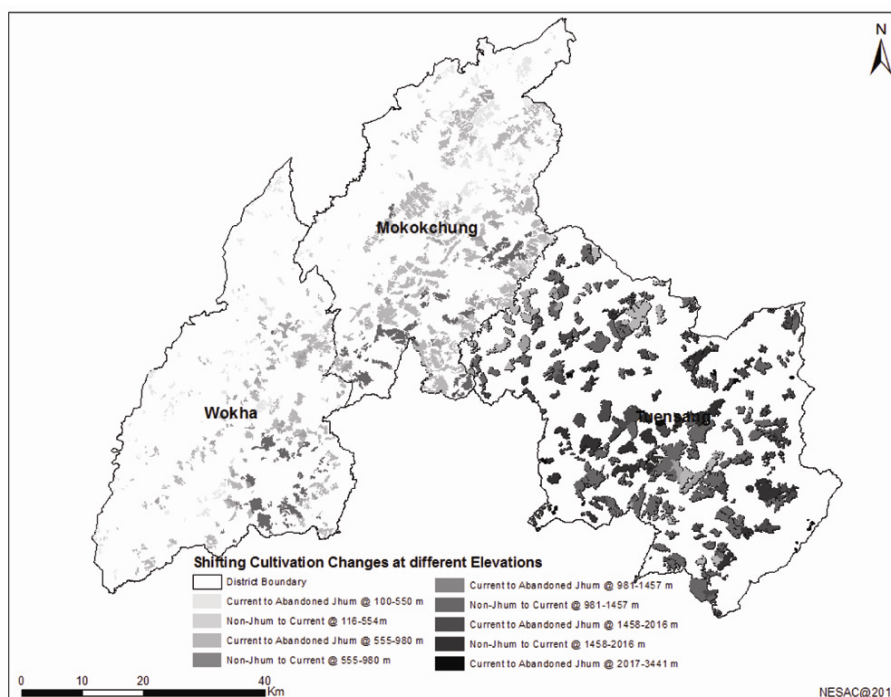 N
Mokokchung
Wokha
Tuensang
Shifting Cultivation Changes at different Elevations
District Boundary
Current to Abandoned Jhum @ 100-550 m
Non-Jhum to Current @ 116-554m
Current to Abandoned Jhum @ 555-980 m
Non-Jhum to Current @ 555-980 m
Current to Abandoned Jhum @ 981-1457 m
Non-Jhum to Current @ 981-1457 m
Current to Abandoned Jhum @ 1458-2016 m
Non-Jhum to Current @ 1458-2016 m
Current to Abandoned Jhum @ 2017-3441 m
0 10 20 40
Km
NESAC@201